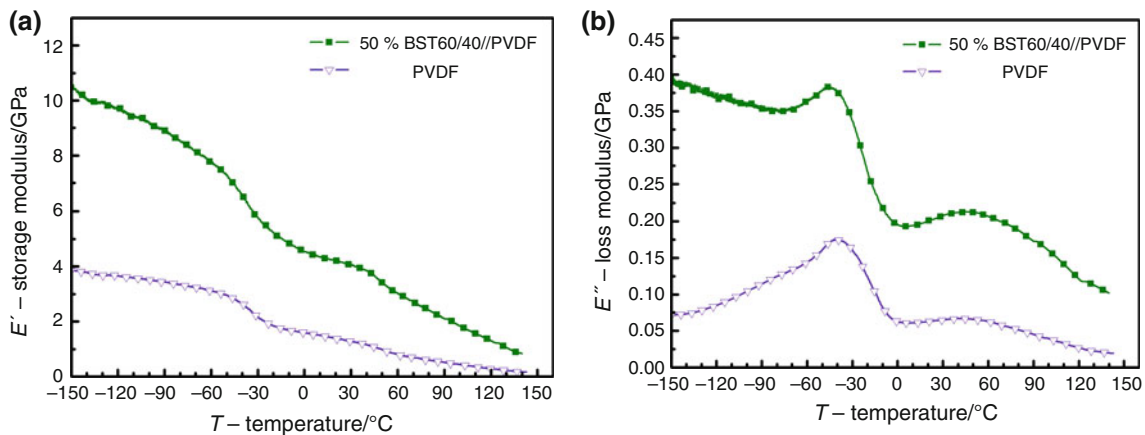 (a)
12
10
8
6
4
2
0
E′ – storage modulus/GPa
50 % BST60/40//PVDF
PVDF
–150 –120 –90 –60 –30 0 30 60 90 120 150
T – temperature/°C
(b)
0.45
0.40
0.35
0.30
0.25
0.20
0.15
0.10
0.05
0.00
E″ – loss modulus/GPa
50 % BST60/40//PVDF
PVDF
–150 –120 –90 –60 –30 0 30 60 90 120 150
T – temperature/°C